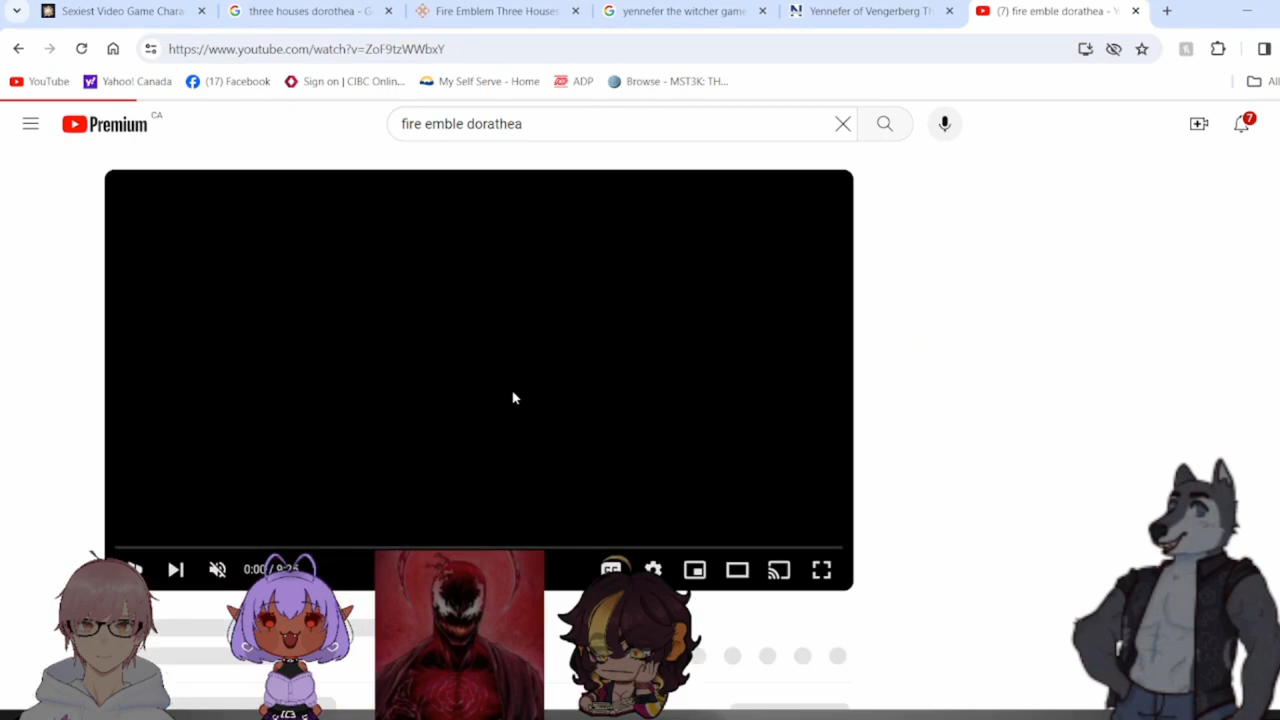 Sexiest Video Game Chara
three houses dorothea - G
Fire Emblem Three Houses
yennefer the witcher game
Yennefer of Vengerberg Th
(7) fire emble dorathea - Y
https://www.youtube.com/watch?v=ZoF9tzWWbxY
YouTube
Yahoo! Canada
(17) Facebook
Sign on | CIBC Onlin...
My Self Serve - Home
ADP
Browse - MST3K: TH...
All
Premium CA
fire emble dorathea
7
0:00 / 9:25